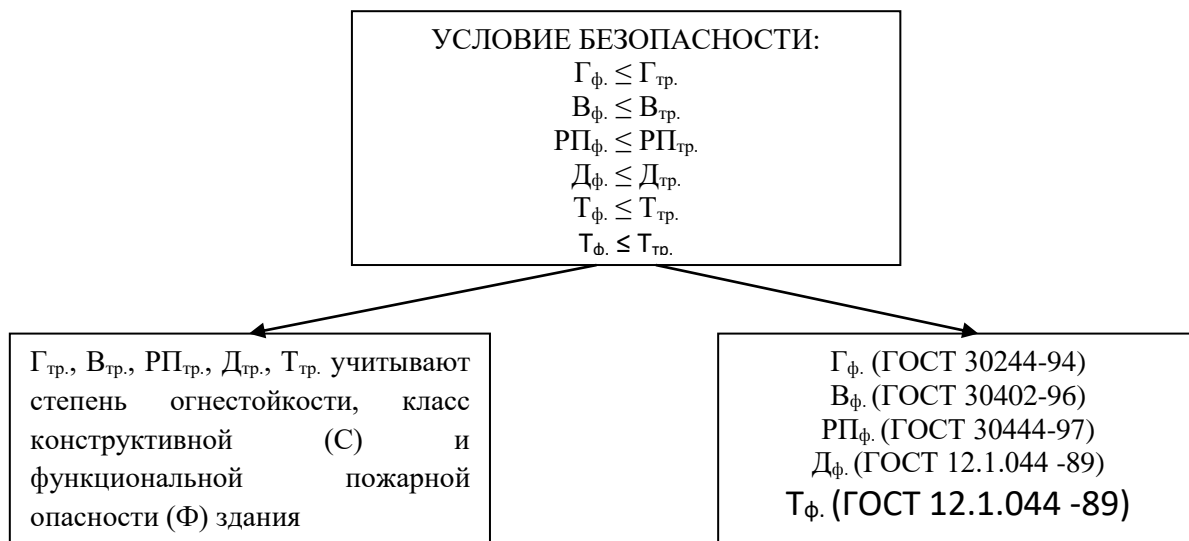 УСЛОВИЕ БЕЗОПАСНОСТИ:
Гф. ≤ Гтр.
Вф. ≤ Втр.
РПф. ≤ РПтр.
Дф. ≤ Дтр.
Тф. ≤ Ттр.
Тф. ≤ Ттр.
Гтр., Втр., РПтр., Дтр., Ттр. учитывают
степень огнестойкости, класс
конструктивной (С) и
функциональной пожарной
опасности (Ф) здания
Гф. (ГОСТ 30244-94)
Вф. (ГОСТ 30402-96)
РПф. (ГОСТ 30444-97)
Дф. (ГОСТ 12.1.044 -89)
Тф. (ГОСТ 12.1.044 -89)